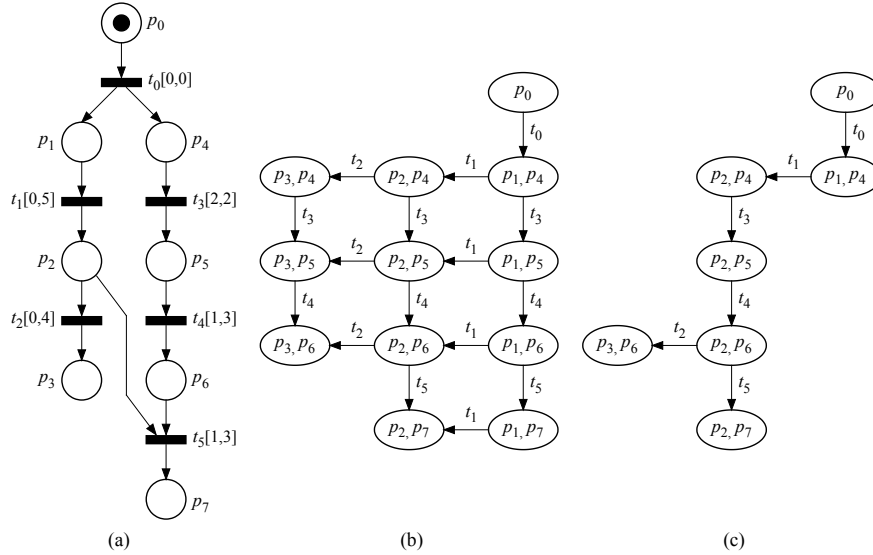 p0
t0[0,0]
p1
p4
t1[0,5]
t3[2,2]
p2
p5
t2[0,4]
t4[1,3]
p3
p6
t5[1,3]
p7
(a)
p0
t0
p3, p4
t2
p2, p4
t1
p1, p4
t3
t3
t3
p3, p5
t2
p2, p5
t1
p1, p5
t4
t4
t4
p3, p6
t2
p2, p6
t1
p1, p6
t5
t5
p2, p7
t1
p1, p7
(b)
p0
t0
p2, p4
t1
p1, p4
t3
p2, p5
t4
p3, p6
t2
p2, p6
t5
p2, p7
(c)